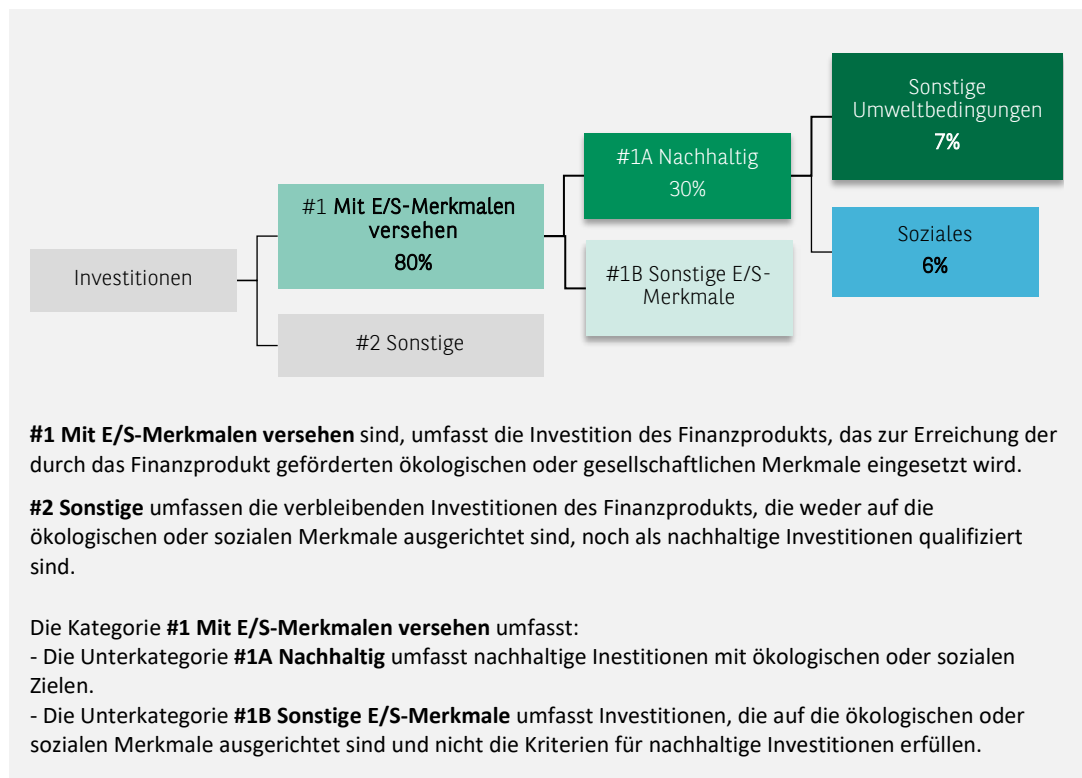 Sonstige
Umweltbedingungen
7%
#1A Nachhaltig
30%
#1 Mit E/S-Merkmalen
versehen
80%
Soziales
6%
Investitionen
#1B Sonstige E/S-
Merkmale
#2 Sonstige
#1 Mit E/S-Merkmalen versehen sind, umfasst die Investition des Finanzprodukts, das zur Erreichung der
durch das Finanzprodukt geförderten ökologischen oder gesellschaftlichen Merkmale eingesetzt wird.
#2 Sonstige umfassen die verbleibenden Investitionen des Finanzprodukts, die weder auf die
ökologischen oder sozialen Merkmale ausgerichtet sind, noch als nachhaltige Investitionen qualifiziert
sind.
Die Kategorie #1 Mit E/S-Merkmalen versehen umfasst:
- Die Unterkategorie #1A Nachhaltig umfasst nachhaltige Inestitionen mit ökologischen oder sozialen
Zielen.
- Die Unterkategorie #1B Sonstige E/S-Merkmale umfasst Investitionen, die auf die ökologischen oder
sozialen Merkmale ausgerichtet sind und nicht die Kriterien für nachhaltige Investitionen erfüllen.